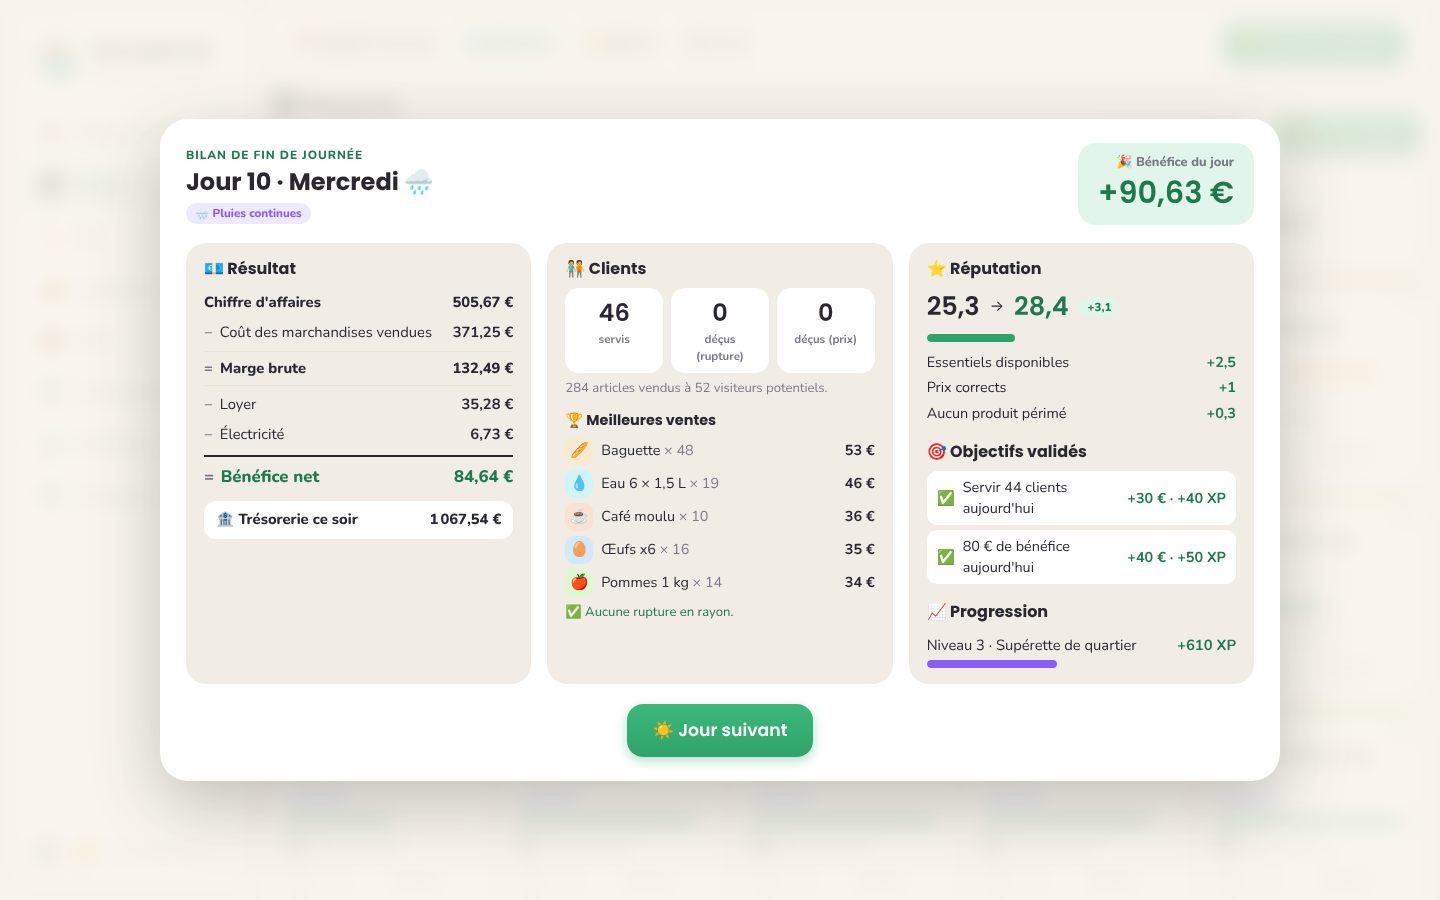 BILAN DE FIN DE JOURNÉE
Jour 10 · Mercredi
Pluies continues
Bénéfice du jour
+90,63 €
Résultat
Chiffre d'affaires 505,67 €
− Coût des marchandises vendues 371,25 €
= Marge brute 132,49 €
− Loyer 35,28 €
− Électricité 6,73 €
= Bénéfice net 84,64 €
Trésorerie ce soir 1 067,54 €
Clients
46 0 0
servis déçus (rupture) déçus (prix)
284 articles vendus à 52 visiteurs potentiels.
Meilleures ventes
Baguette × 48 53 €
Eau 6 × 1,5 L × 19 46 €
Café moulu × 10 36 €
Œufs x6 × 16 35 €
Pommes 1 kg × 14 34 €
Aucune rupture en rayon.
Réputation
25,3 → 28,4 +3,1
Essentiels disponibles +2,5
Prix corrects +1
Aucun produit périmé +0,3
Objectifs validés
Servir 44 clients
aujourd'hui
+30 € · +40 XP
80 € de bénéfice
aujourd'hui
+40 € · +50 XP
Progression
Niveau 3 · Supérette de quartier +610 XP
Jour suivant